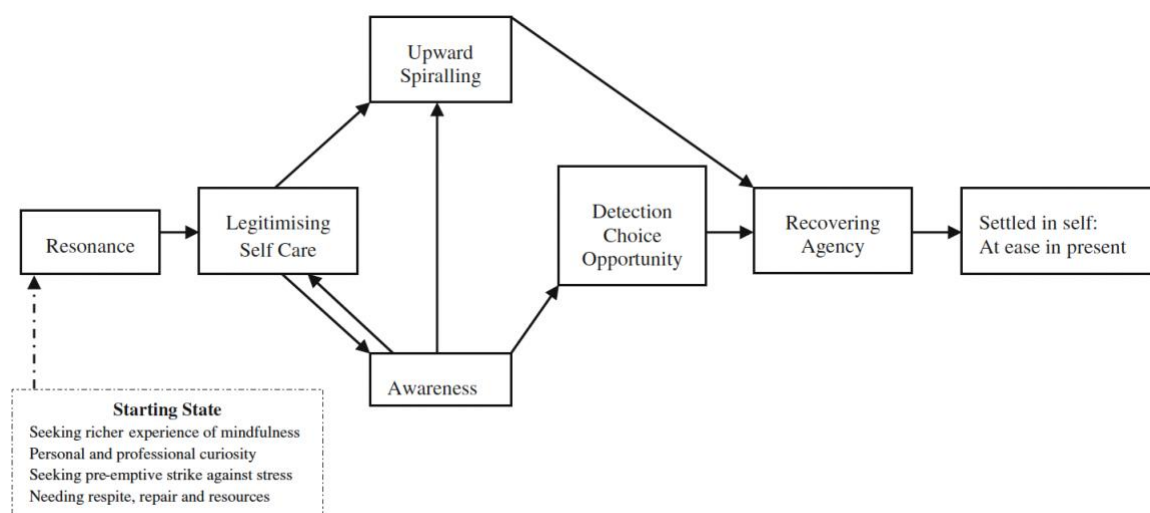 Upward
Spiralling
Legitimising
Self Care
Resonance
Detection
Choice
Opportunity
Recovering
Agency
Settled in self:
At ease in present
Awareness
Starting State
Seeking richer experience of mindfulness
Personal and professional curiosity
Seeking pre-emptive strike against stress
Needing respite, repair and resources